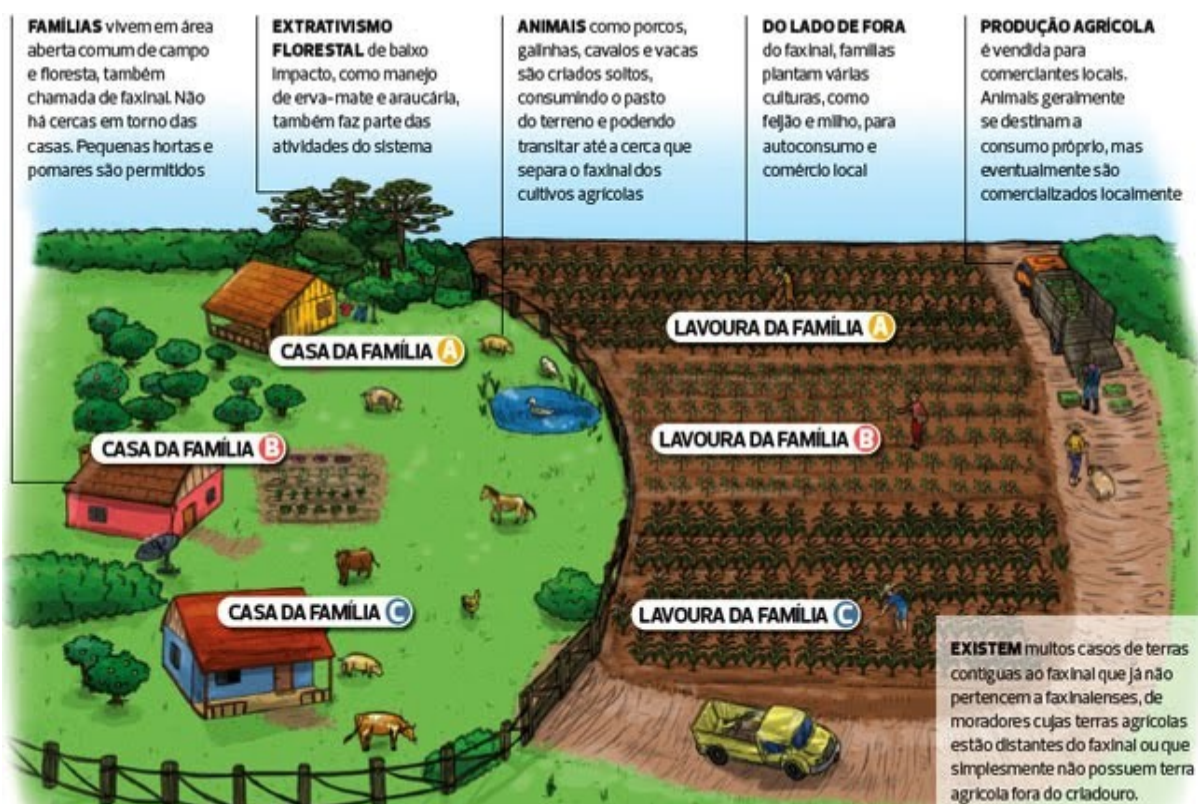 FAMÍLIAS vivem em área
aberta comum de campo
e floresta, também
chamada de faxinal. Não
há cercas em torno das
casas. Pequenas hortas e
pomares são permitidos
EXTRATIVISMO
FLORESTAL de baixo
impacto, como manejo
de erva-mate e araucária,
também faz parte das
atividades do sistema
ANIMAIS como porcos,
galinhas, cavalos e vacas
são criados soltos,
consumindo o pasto
do terreno e podendo
transitar até a cerca que
separa o faxinal dos
cultivos agrícolas
DO LADO DE FORA
do faxinal, famílias
plantam várias
culturas, como
feijão e milho, para
autoconsumo e
comércio local
PRODUÇÃO AGRÍCOLA
é vendida para
comerciantes locais.
Animais geralmente
se destinam a
consumo próprio, mas
eventualmente são
comercializados localmente
CASA DA FAMÍLIA A
LAVOURA DA FAMÍLIA A
CASA DA FAMÍLIA B
LAVOURA DA FAMÍLIA B
CASA DA FAMÍLIA C
LAVOURA DA FAMÍLIA C
EXISTEM muitos casos de terras
contíguas ao faxinal que já não
pertencem a faxinalenses, de
moradores cujas terras agrícolas
estão distantes do faxinal ou que
simplesmente não possuem terra
agrícola fora do criadouro.